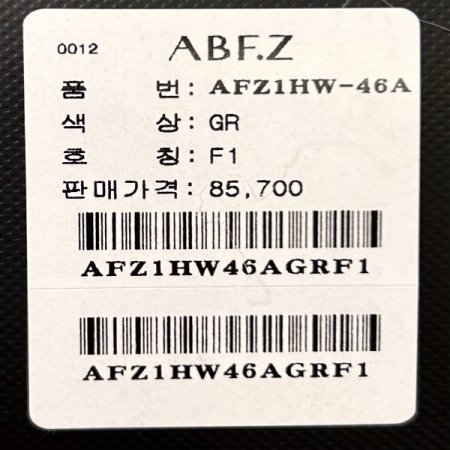 0012 ABF.Z
품 번: AFZ1HW-46A
색 상: GR
호 칭: F1
판매가격: 85,700
AFZ1HW46AGRF1
AFZ1HW46AGRF1